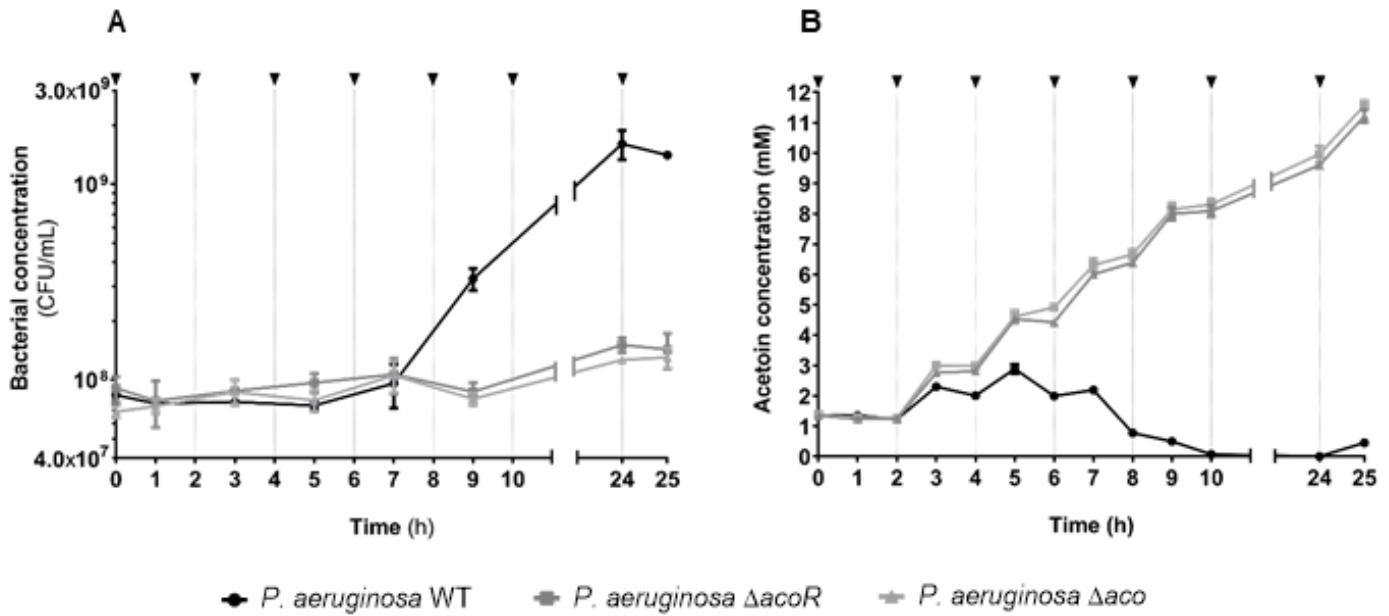 A
3.0x10⁹
10⁹
10⁸
4.0x10⁷
Bacterial concentration
(CFU/mL)
0 1 2 3 4 5 6 7 8 9 10 24 25
Time (h)
B
12
11
10
9
8
7
6
5
4
3
2
1
0
Acetoin concentration (mM)
0 1 2 3 4 5 6 7 8 9 10 24 25
Time (h)
P. aeruginosa WT P. aeruginosa ΔacoR P. aeruginosa Δaco